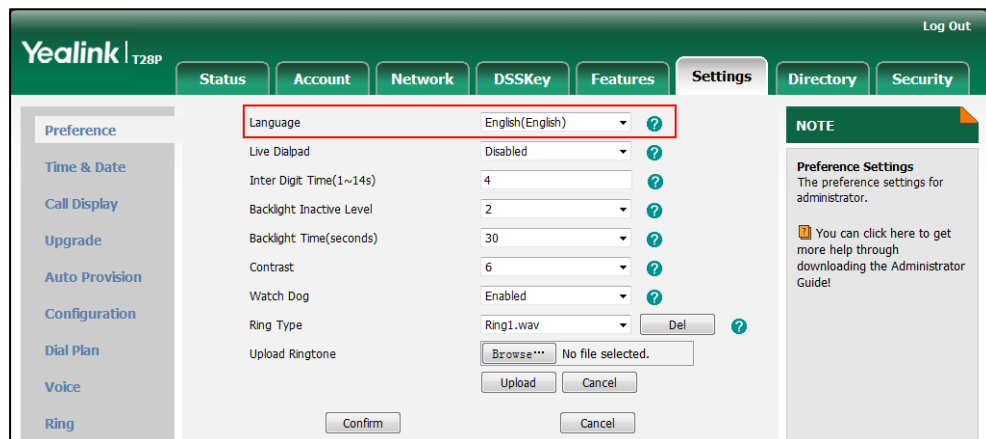 Log Out
Yealink | T28P
Status Account Network DSSKey Features Settings Directory Security
Preference
Time & Date
Call Display
Upgrade
Auto Provision
Configuration
Dial Plan
Voice
Ring
Language English(English) ?
Live Dialpad Disabled ?
Inter Digit Time(1~14s) 4 ?
Backlight Inactive Level 2 ?
Backlight Time(seconds) 30 ?
Contrast 6 ?
Watch Dog Enabled ?
Ring Type Ring1.wav Del ?
Upload Ringtone Browse··· No file selected.
Upload Cancel
Confirm Cancel
NOTE
Preference Settings
The preference settings for
administrator.
? You can click here to get
more help through
downloading the Administrator
Guide!